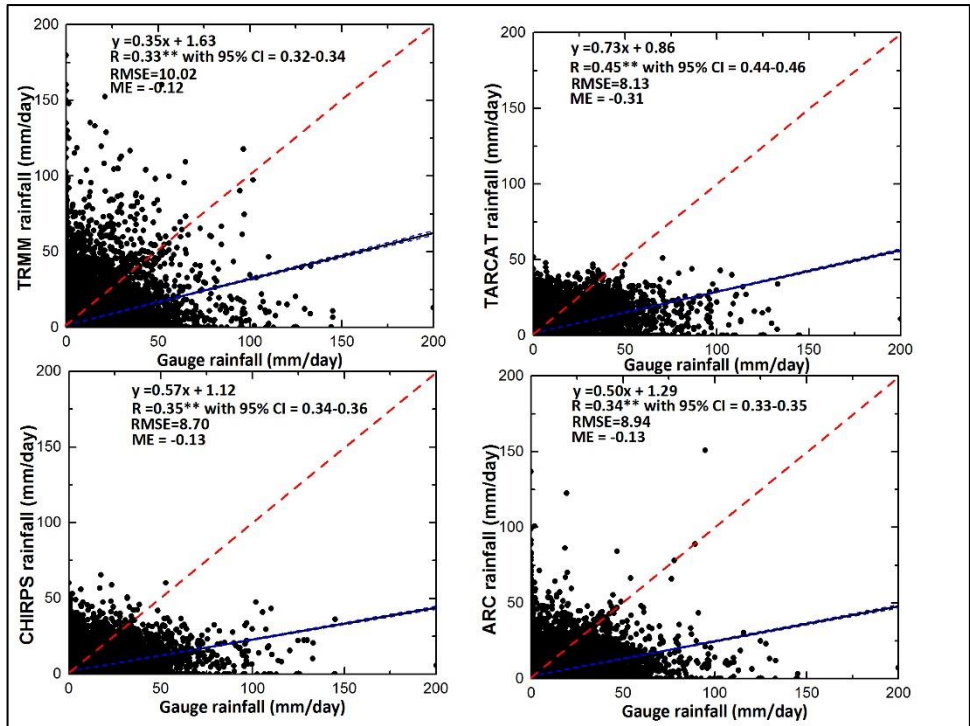 y =0.35x + 1.63
R =0.33** with 95% CI = 0.32-0.34
RMSE=10.02
ME = -0.12
TRMM rainfall (mm/day)
200
150
100
50
0
0 50 100 150 200
Gauge rainfall (mm/day)
y =0.73x + 0.86
R =0.45** with 95% CI = 0.44-0.46
RMSE=8.13
ME = -0.31
TARCAT rainfall (mm/day)
200
150
100
50
0
0 50 100 150 200
Gauge rainfall (mm/day)
y =0.57x + 1.12
R =0.35** with 95% CI = 0.34-0.36
RMSE=8.70
ME = -0.13
CHIRPS rainfall (mm/day)
200
150
100
50
0
0 50 100 150 200
Gauge rainfall (mm/day)
y =0.50x + 1.29
R =0.34** with 95% CI = 0.33-0.35
RMSE=8.94
ME = -0.13
ARC rainfall (mm/day)
200
150
100
50
0
0 50 100 150 200
Gauge rainfall (mm/day)